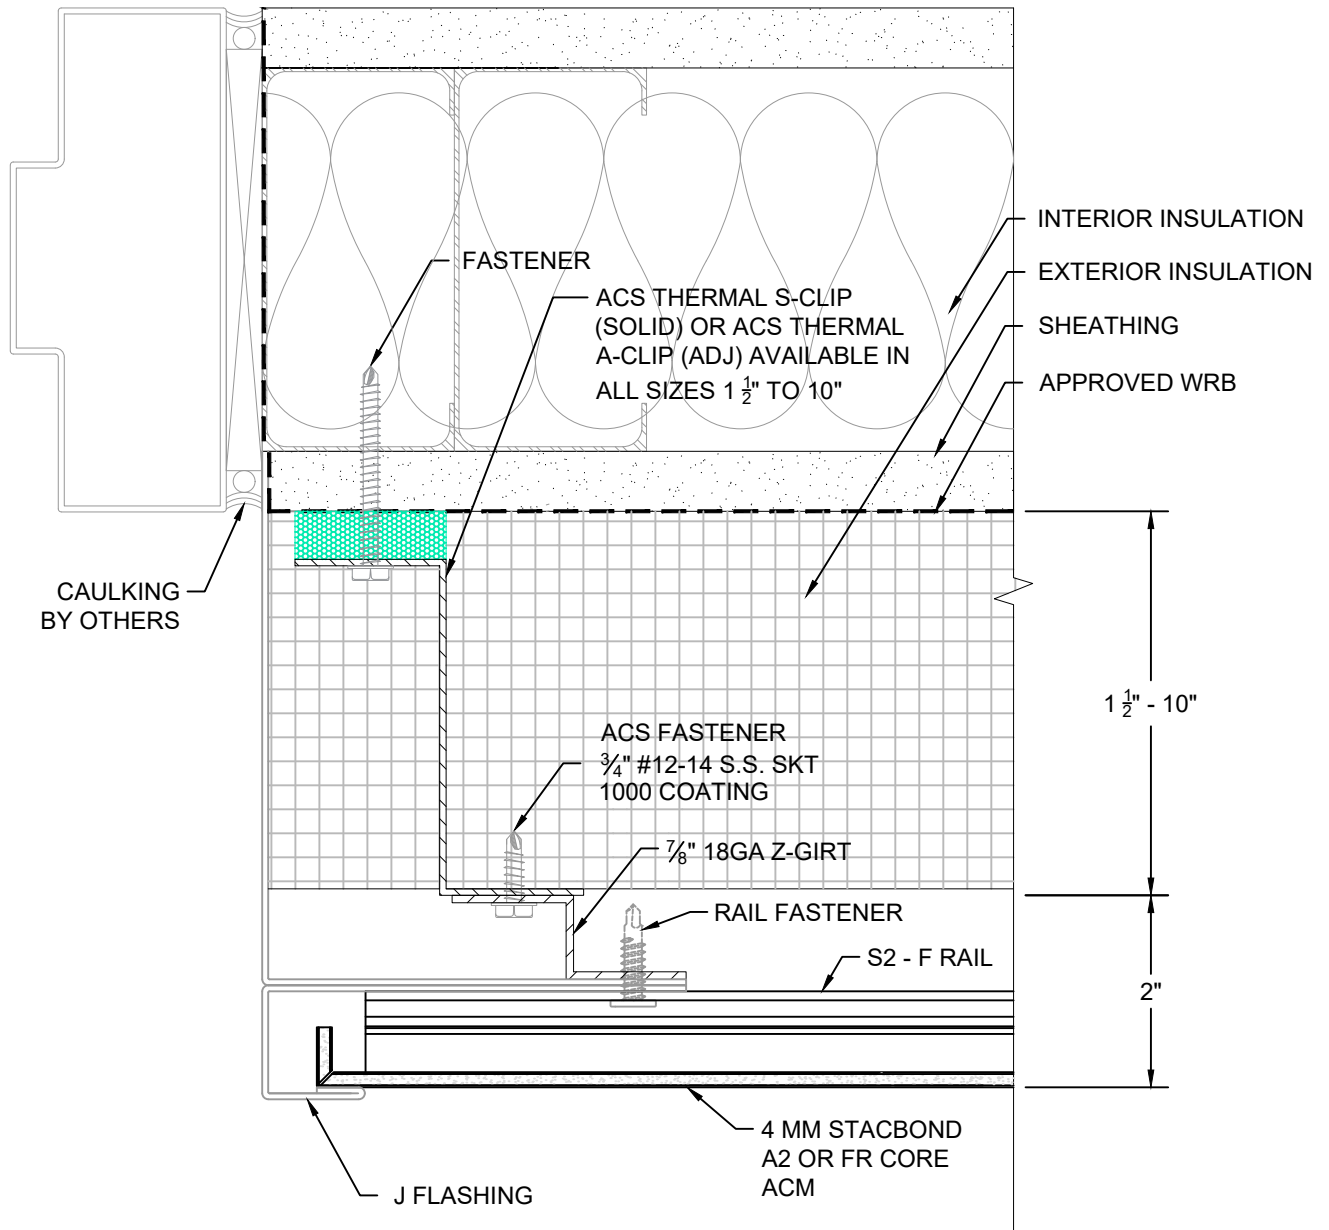 INTERIOR INSULATION
FASTENER
EXTERIOR INSULATION
ACS THERMAL S-CLIP
(SOLID) OR ACS THERMAL
A-CLIP (ADJ) AVAILABLE IN
ALL SIZES 1 1/2" TO 10"
SHEATHING
APPROVED WRB
CAULKING
BY OTHERS
1 1/2" - 10"
ACS FASTENER
3/4" #12-14 S.S. SKT
1000 COATING
7/8" 18GA Z-GIRT
RAIL FASTENER
S2 - F RAIL
2"
4 MM STACBOND
A2 OR FR CORE
ACM
J FLASHING